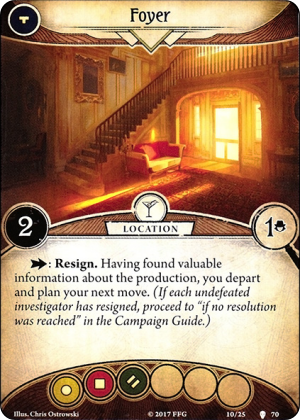 Foyer
2
LOCATION
1
: Resign. Having found valuable
information about the production, you depart
and plan your next move. (If each undefeated
investigator has resigned, proceed to “if no resolution
was reached” in the Campaign Guide.)
Illus. Chris Ostrowski
© 2017 FFG
10/25
70